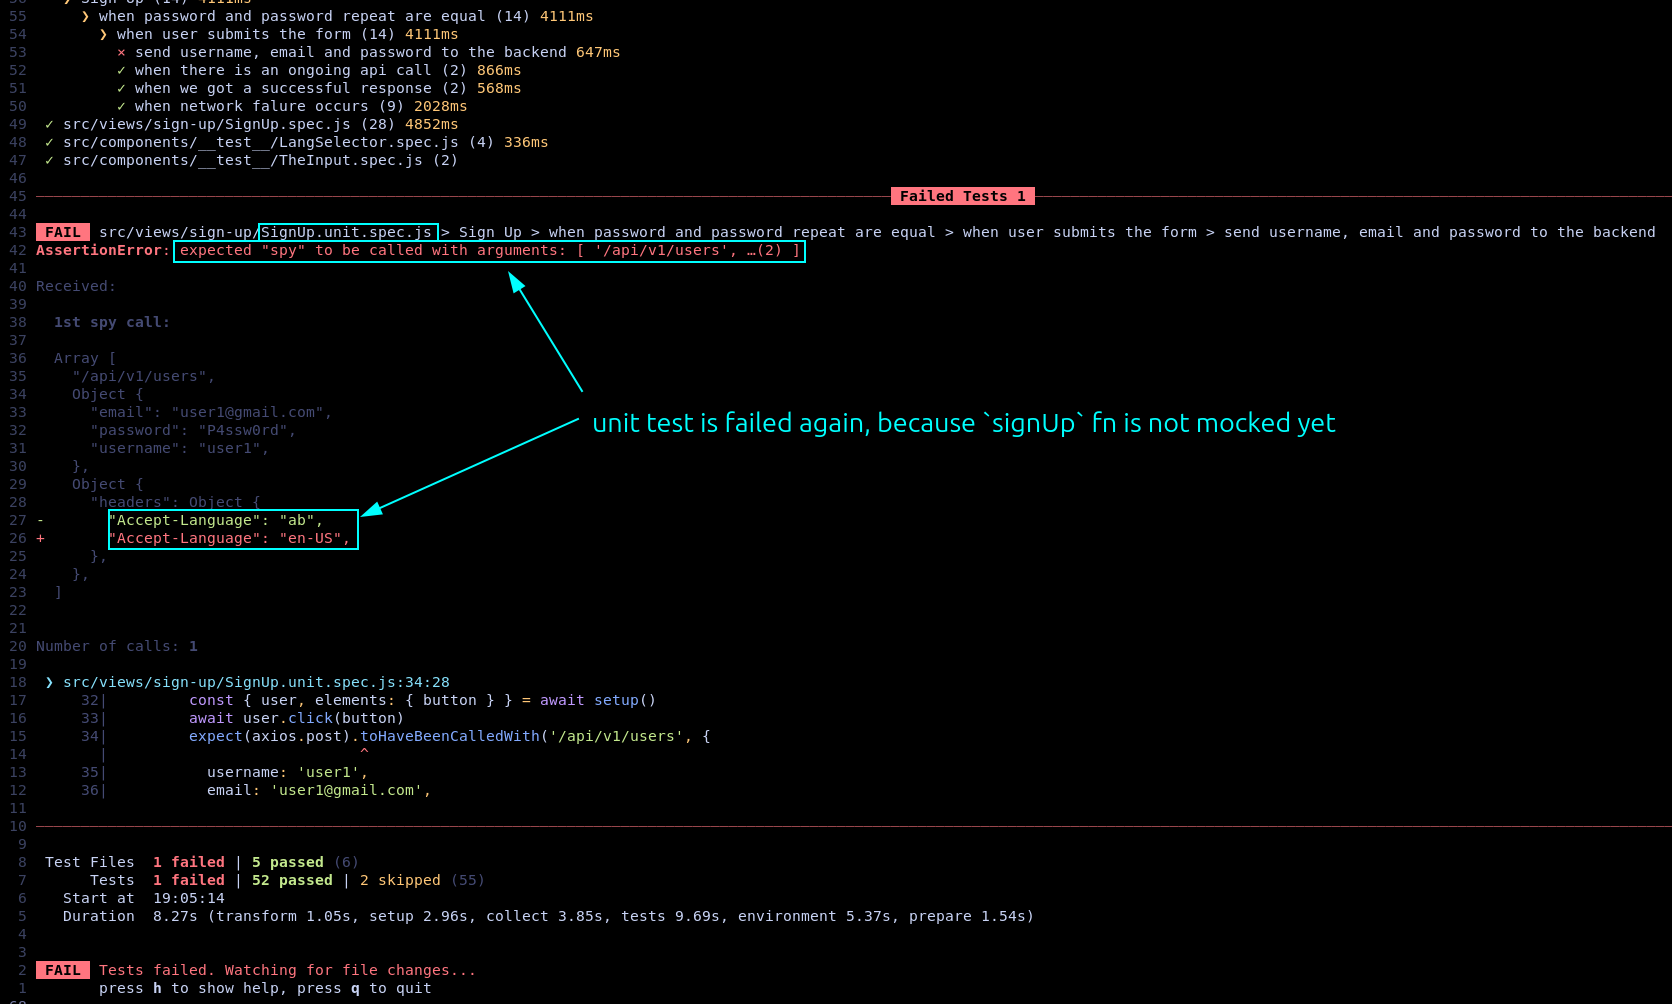 ❯ Sign Up (14) 4111ms
55 ❯ when password and password repeat are equal (14) 4111ms
54 ❯ when user submits the form (14) 4111ms
53 × send username, email and password to the backend 647ms
52 ✓ when there is an ongoing api call (2) 866ms
51 ✓ when we got a successful response (2) 568ms
50 ✓ when network falure occurs (9) 2028ms
49 ✓ src/views/sign-up/SignUp.spec.js (28) 4852ms
48 ✓ src/components/__test__/LangSelector.spec.js (4) 336ms
47 ✓ src/components/__test__/TheInput.spec.js (2)
46
45 Failed Tests 1
44
43 FAIL src/views/sign-up/SignUp.unit.spec.js > Sign Up > when password and password repeat are equal > when user submits the form > send username, email and password to the backend
42 AssertionError: expected "spy" to be called with arguments: [ '/api/v1/users', …(2) ]
41
40 Received:
39
38 1st spy call:
37
36 Array [
35 "/api/v1/users",
34 Object {
33 "email": "user1@gmail.com",
32 "password": "P4ssw0rd",
31 "username": "user1",
30 },
29 Object {
28 "headers": Object {
27 - "Accept-Language": "ab",
26 + "Accept-Language": "en-US",
25 },
24 },
23 ]
unit test is failed again, because `signUp` fn is not mocked yet
22
21
20 Number of calls: 1
19
18 ❯ src/views/sign-up/SignUp.unit.spec.js:34:28
17 32| const { user, elements: { button } } = await setup()
16 33| await user.click(button)
15 34| expect(axios.post).toHaveBeenCalledWith('/api/v1/users', {
14 | ^
13 35| username: 'user1',
12 36| email: 'user1@gmail.com',
11
10
9
8 Test Files 1 failed | 5 passed (6)
7 Tests 1 failed | 52 passed | 2 skipped (55)
6 Start at 19:05:14
5 Duration 8.27s (transform 1.05s, setup 2.96s, collect 3.85s, tests 9.69s, environment 5.37s, prepare 1.54s)
4
3
2 FAIL Tests failed. Watching for file changes...
1 press h to show help, press q to quit